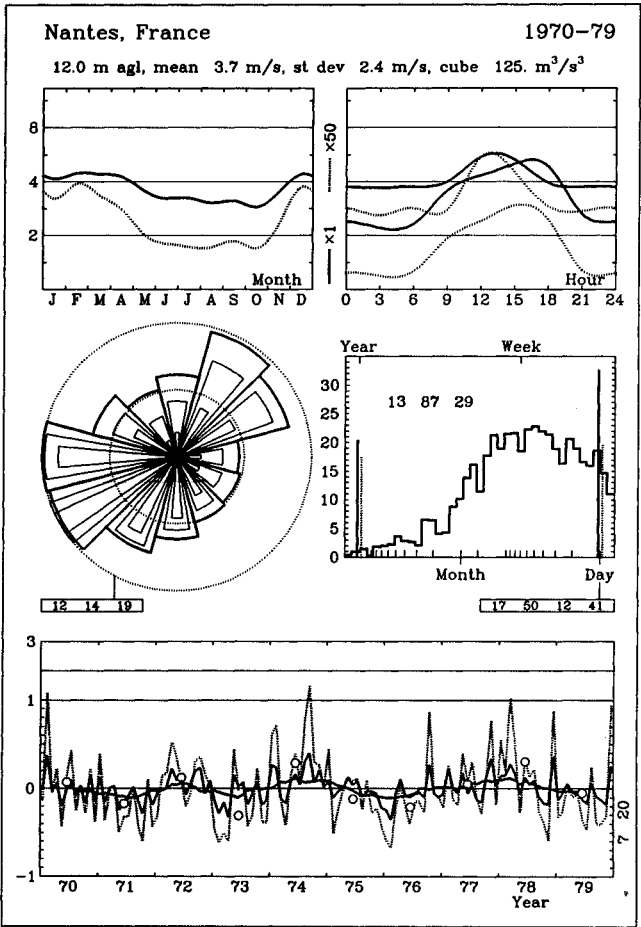 Nantes, France 1970-79
12.0 m agl, mean 3.7 m/s, st dev 2.4 m/s, cube 125. m³/s³
6
4
2
×1
×50
Month
J F M A M J J A S O N D
Hour
0 3 6 9 12 15 18 21 24
Year Week
30
25
20
15
10
5
0
13 87 29
Month Day
12 14 19
17 50 12 41
3
1
0
-1
7 20
70 71 72 73 74 75 76 77 78 79
Year